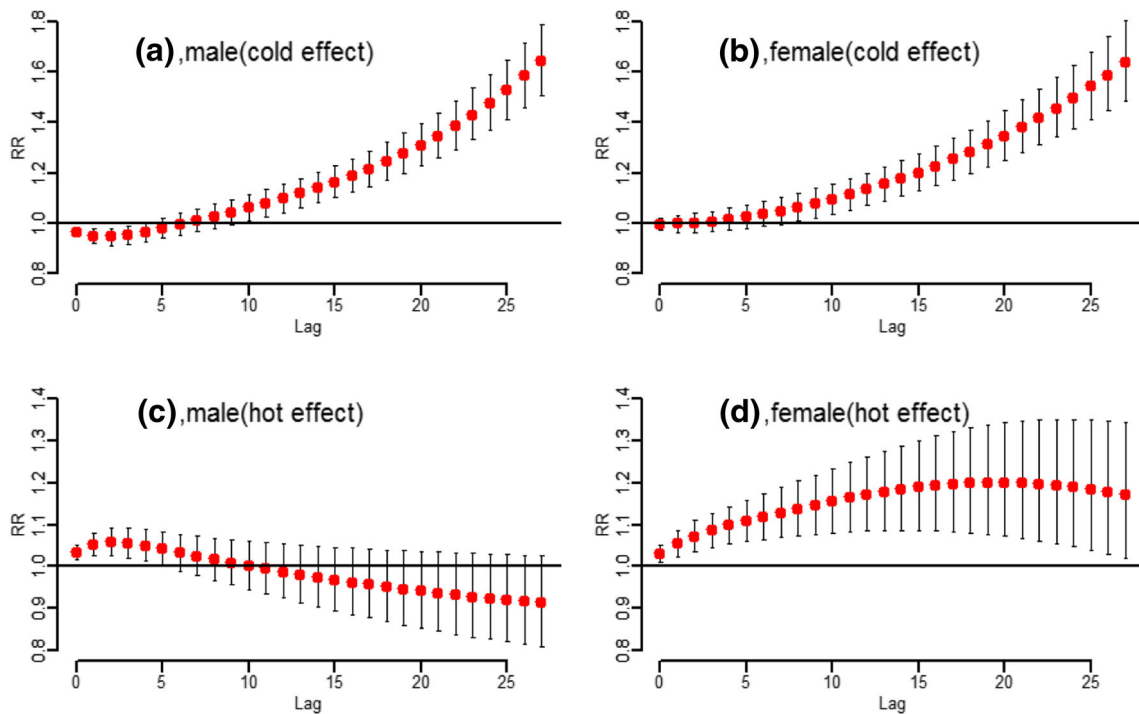 (a),male(cold effect)
RR
0.8 1.0 1.2 1.4 1.6 1.8
0 5 10 15 20 25
Lag
(b),female(cold effect)
RR
0.8 1.0 1.2 1.4 1.6 1.8
0 5 10 15 20 25
Lag
(c),male(hot effect)
RR
0.8 0.9 1.0 1.1 1.2 1.3 1.4
0 5 10 15 20 25
Lag
(d),female(hot effect)
RR
0.8 0.9 1.0 1.1 1.2 1.3 1.4
0 5 10 15 20 25
Lag